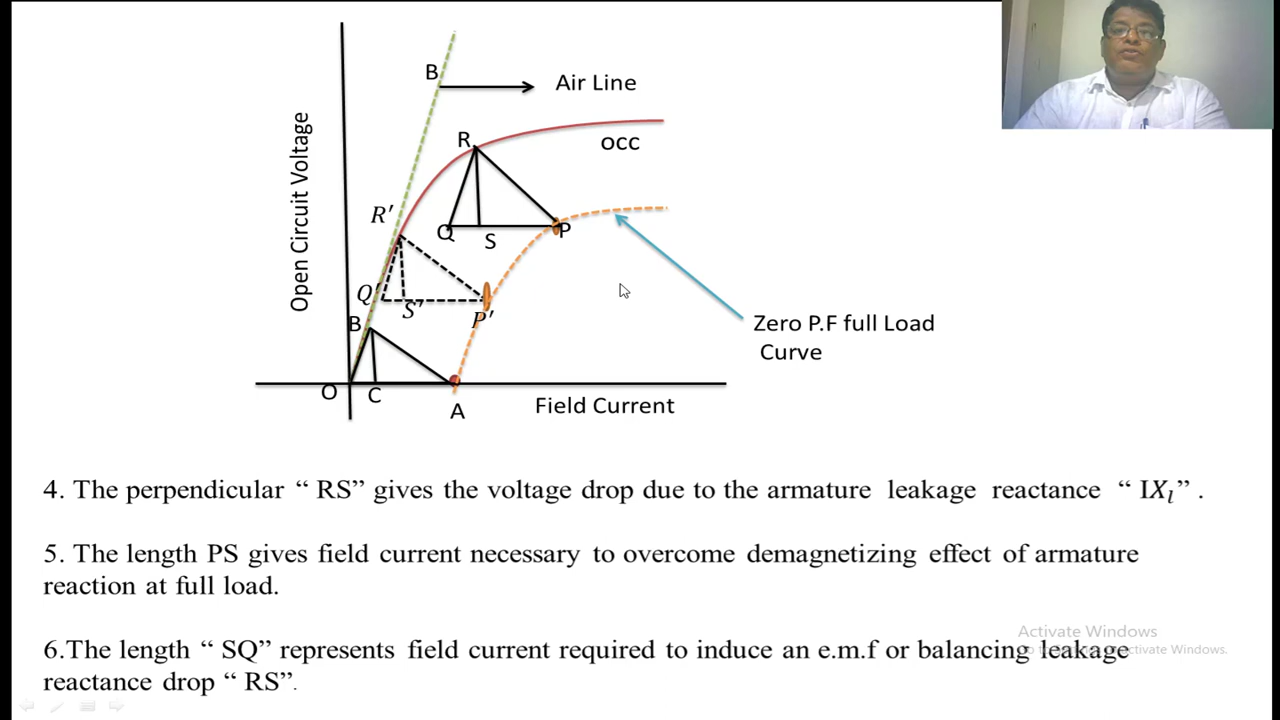 B
Air Line
R
OCC
Open Circuit Voltage
R′
Q
S
P
Q′
S′
P′
B
Zero P.F full Load
Curve
O
C
A
Field Current
4. The perpendicular “ RS” gives the voltage drop due to the armature leakage reactance “ IXₗ” .
5. The length PS gives field current necessary to overcome demagnetizing effect of armature
reaction at full load.
6.The length “ SQ” represents field current required to induce an e.m.f or balancing leakage
reactance drop “ RS”.
Activate Windows
Activate Windows.